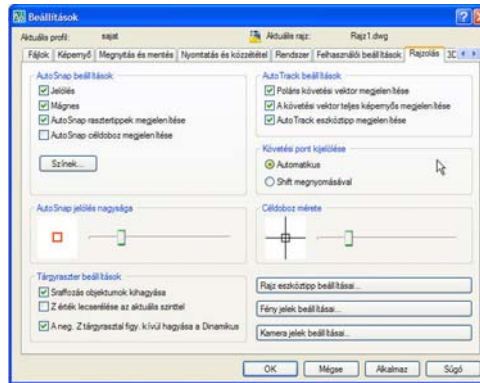 Beállítások
Aktuális profil: sajat Aktuális rajz: Rajz1.dwg
Fájlok Képernyő Megnyitás és mentés Nyomtatás és közzététel Rendszer Felhasználói beállítások Rajzolás 3D
AutoSnap beállítások
Jelölés
Mágnes
AutoSnap rasztertippek megjelenítése
AutoSnap céldoboz megjelenítése
Színek...
AutoTrack beállítások
Poláris követési vektor megjelenítése
A követési vektor teljes képernyős megjelenítése
AutoTrack eszköztipp megjelenítése
Követési pont kijelölése
Automatikus
Shift megnyomásával
AutoSnap jelölés nagysága
Céldoboz mérete
Tárgyraszter beállítások
Sraffozás objektumok kihagyása
Z érték lecserélése az aktuális szinttel
A neg. Z tárgyrasztal figy. kívül hagyása a Dinamikus
Rajz eszköztipp beállításai...
Fény jelek beállításai...
Kamera jelek beállításai...
OK Mégse Alkalmaz Súgó